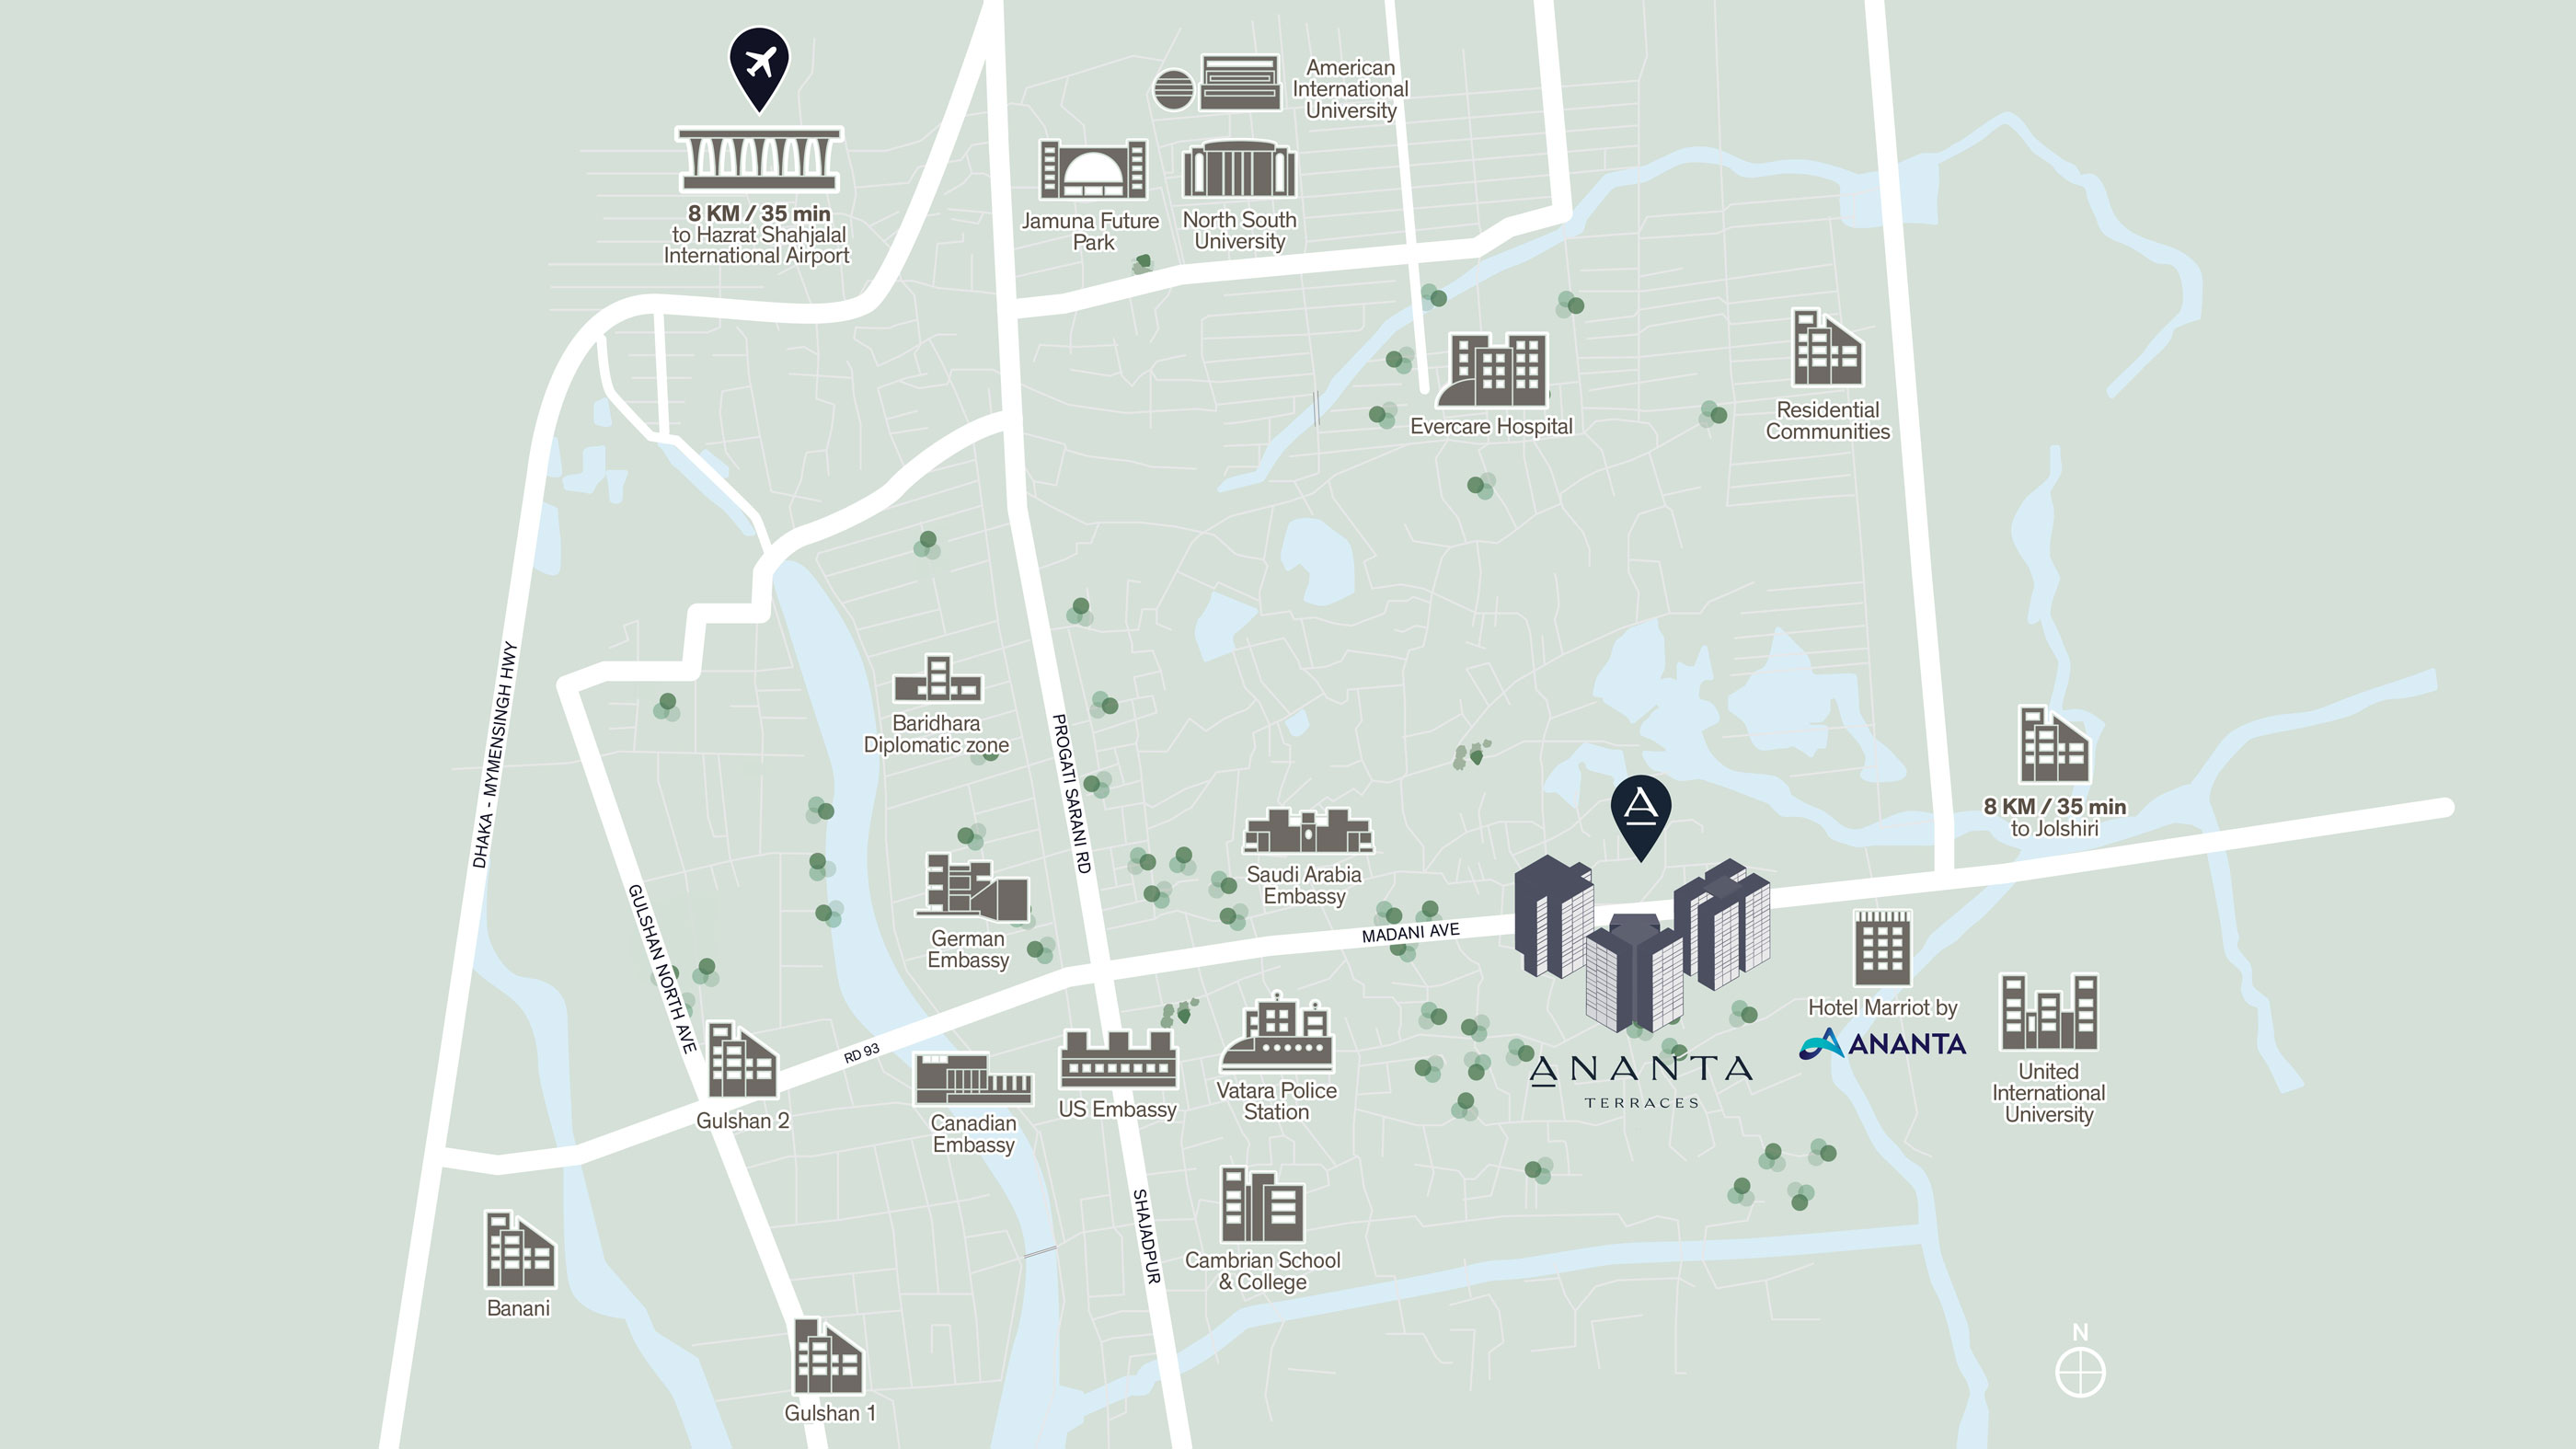 American
International
University
8 KM / 35 min
to Hazrat Shahjalal
International Airport
Jamuna Future
Park
North South
University
Evercare Hospital
Residential
Communities
DHAKA - MYMENSINGH HWY
Baridhara
Diplomatic zone
PROGATI SARANI RD
8 KM / 35 min
to Jolshiri
A
Saudi Arabia
Embassy
GULSHAN NORTH AVE
German
Embassy
MADANI AVE
Hotel Marriot by
ANANTA
RD 93
ANANTA
TERRACES
United
International
University
Gulshan 2
Canadian
Embassy
US Embassy
Vatara Police
Station
SHAJADPUR
Cambrian School
& College
Banani
Gulshan 1
N